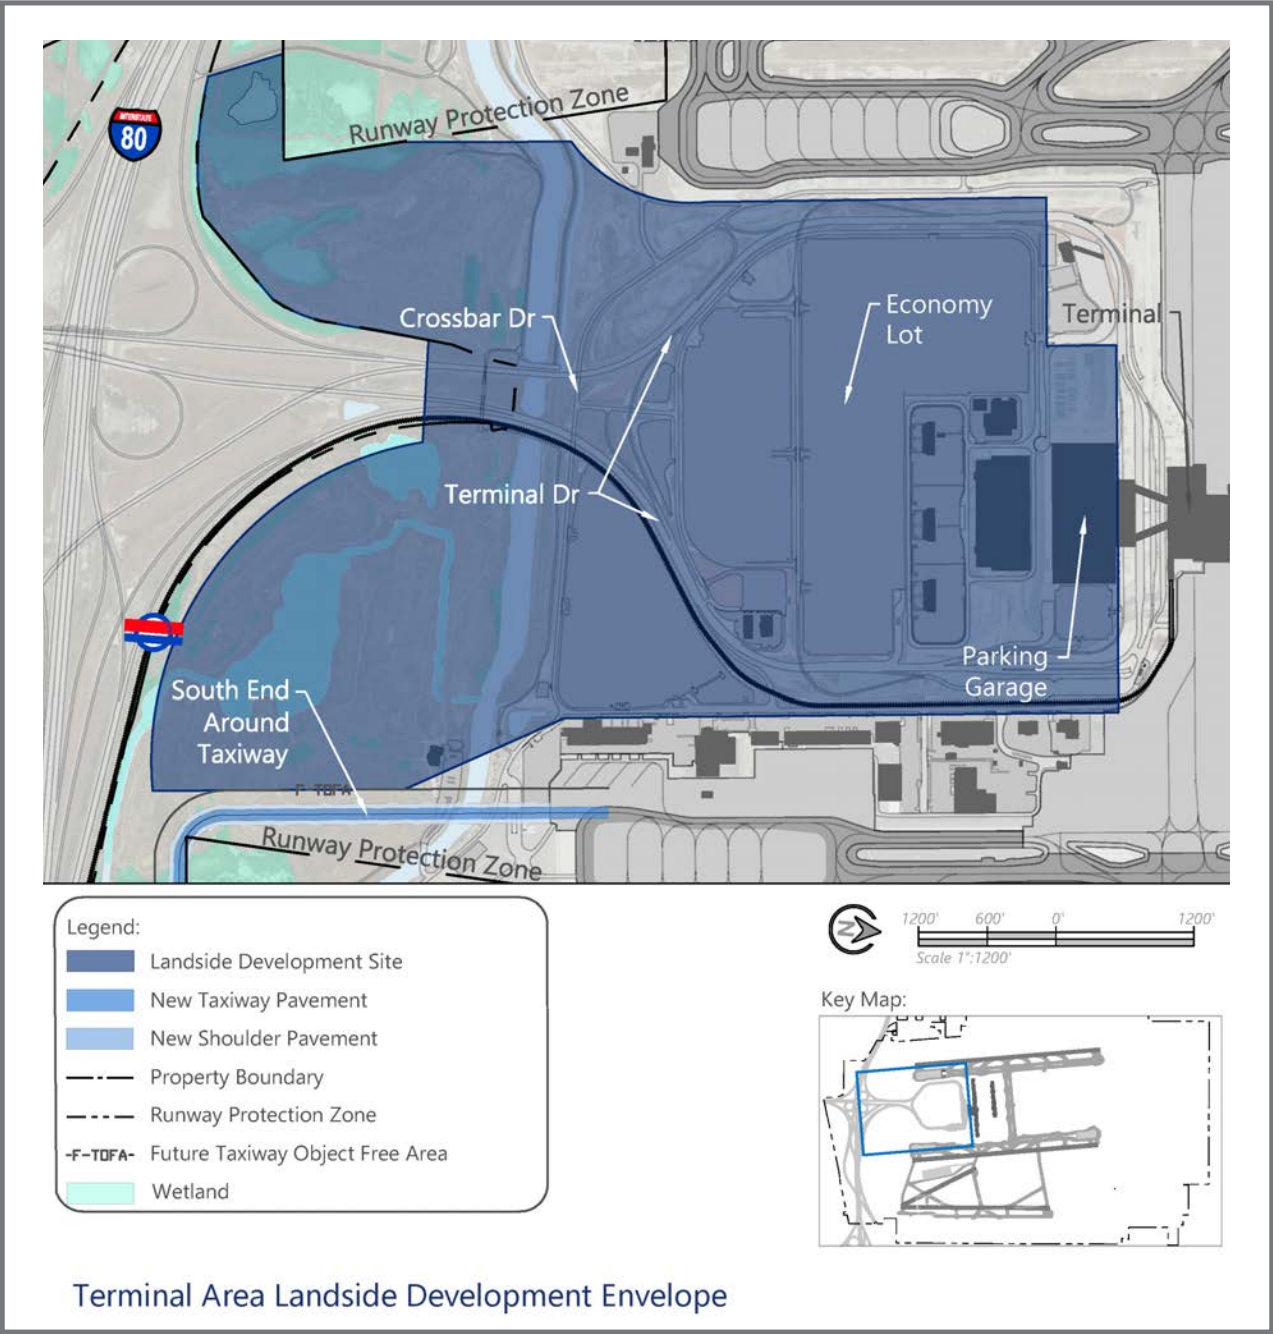 Runway Protection Zone
INTERSTATE
80
Crossbar Dr
Economy
Lot
Terminal
Terminal Dr
Parking
Garage
South End
Around
Taxiway
F-TOFA
Runway Protection Zone
Legend:
Landside Development Site
New Taxiway Pavement
New Shoulder Pavement
Property Boundary
Runway Protection Zone
-F-TOFA- Future Taxiway Object Free Area
Wetland
N
1200' 600' 0' 1200'
Scale 1":1200'
Key Map:
Terminal Area Landside Development Envelope